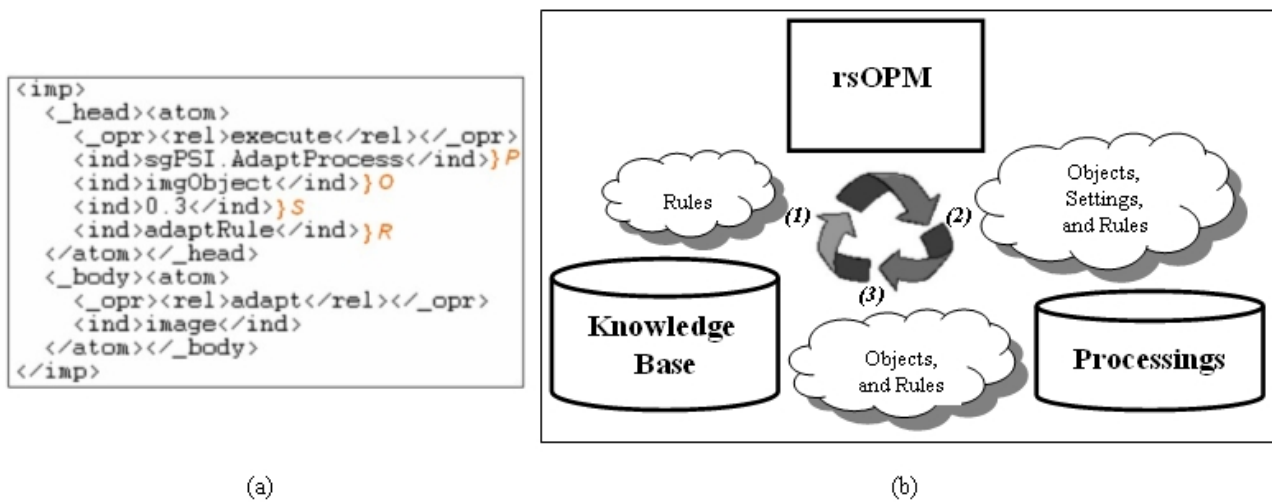 <imp>
<_head><atom>
<_opr><rel>execute</rel></_opr>
<ind>sgPSI.AdaptProcess</ind>}P
<ind>imgObject</ind>}O
<ind>0.3</ind>}S
<ind>adaptRule</ind>}R
</atom></_head>
<_body><atom>
<_opr><rel>adapt</rel></_opr>
<ind>image</ind>
</atom></_body>
</imp>
(a)
rsOPM
Rules
(1)
(2)
Objects,
Settings,
and Rules
(3)
Knowledge
Base
Objects,
and Rules
Processings
(b)